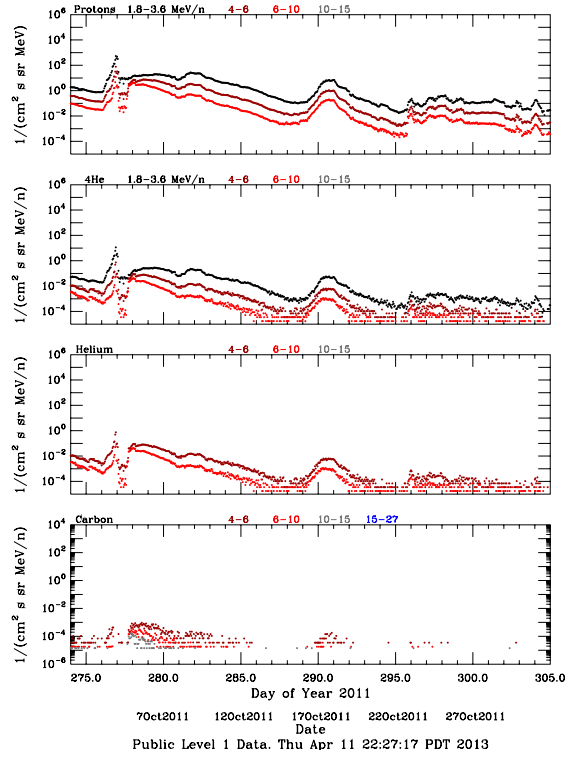 Protons 1.8-3.6 MeV/n 4-6 6-10 10-15
10⁶
10⁴
10²
10⁰
10⁻²
10⁻⁴
1/(cm² s sr MeV)
4He 1.8-3.6 MeV/n 4-6 6-10 10-15
10⁶
10⁴
10²
10⁰
10⁻²
10⁻⁴
1/(cm² s sr MeV/n)
Helium 4-6 6-10 10-15
10⁶
10⁴
10²
10⁰
10⁻²
10⁻⁴
1/(cm² s sr MeV/n)
Carbon 4-6 6-10 10-15 15-27
10⁴
10²
10⁰
10⁻²
10⁻⁴
10⁻⁶
1/(cm² s sr MeV/n)
275.0 280.0 285.0 290.0 295.0 300.0 305.0
Day of Year 2011
7Oct2011 12Oct2011 17Oct2011 22Oct2011 27Oct2011
Date
Public Level 1 Data. Thu Apr 11 22:27:17 PDT 2013